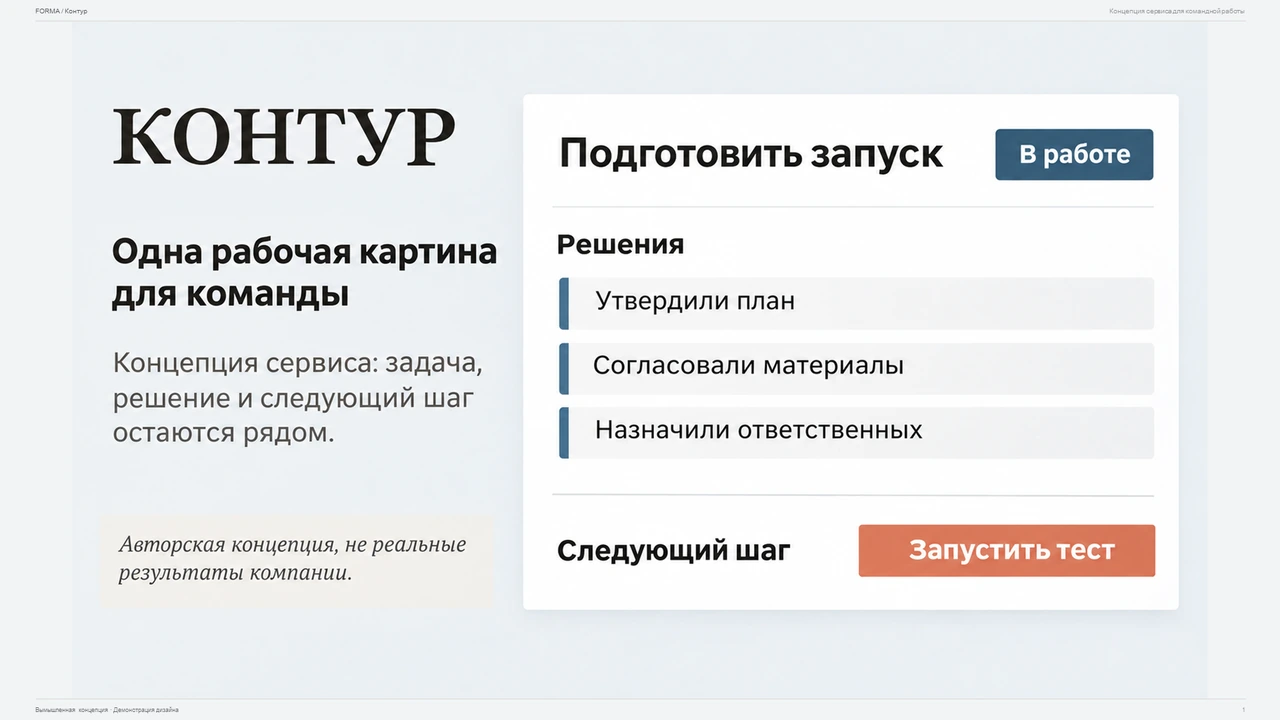 FORMA / Контур
Концепция сервиса для командной работы
КОНТУР
Одна рабочая картина
для команды
Концепция сервиса: задача,
решение и следующий шаг
остаются рядом.
Авторская концепция, не реальные
результаты компании.
Подготовить запуск
В работе
Решения
Утвердили план
Согласовали материалы
Назначили ответственных
Следующий шаг
Запустить тест
Вымышленная концепция · Демонстрация дизайна
1